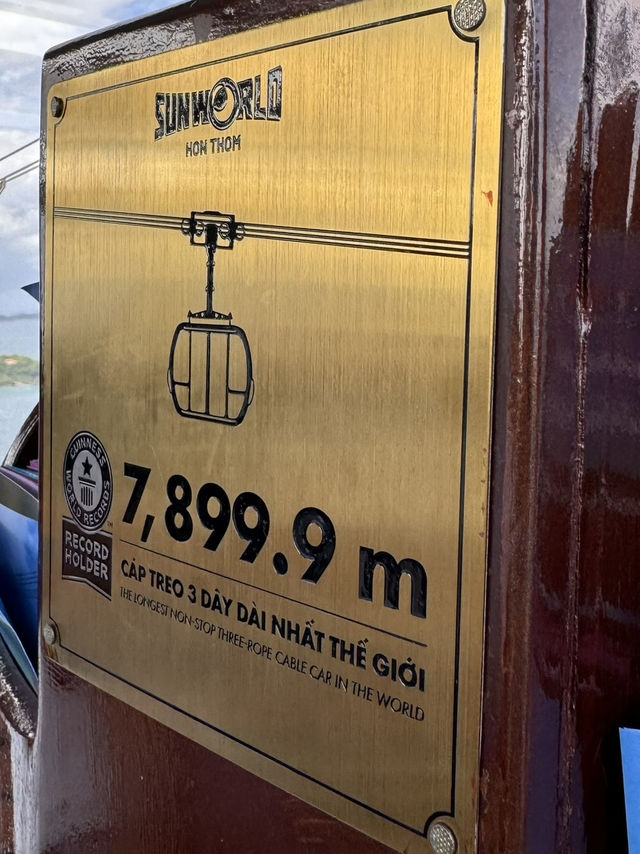 SUNWORLD
HON THOM
GUINNESS WORLD RECORDS
TM
RECORD
HOLDER
7,899.9 m
CÁP TREO 3 DÂY DÀI NHẤT THẾ GIỚI
THE LONGEST NON-STOP THREE-ROPE CABLE CAR IN THE WORLD